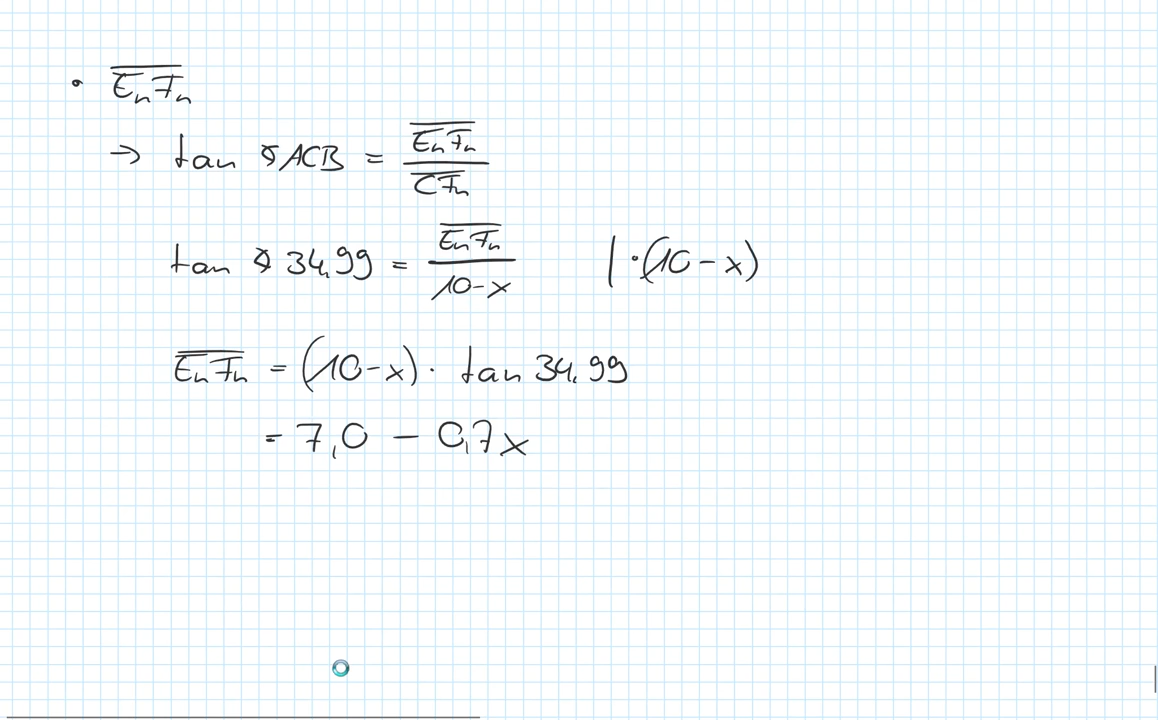 • E̅ₙF̅ₙ
→ tan ∢ACB = E̅ₙF̅ₙ / C̅F̅ₙ
tan ∢ 34,99 = E̅ₙF̅ₙ / 10-x | ·(10-x)
E̅ₙF̅ₙ = (10-x) · tan 34,99
= 7,0 - 0,7x